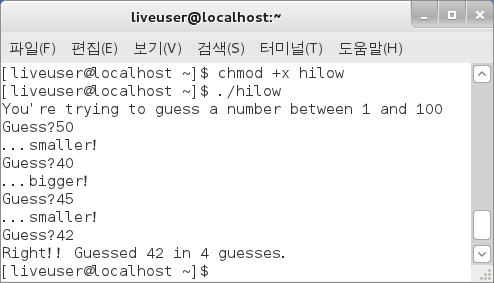 liveuser@localhost:~
파일(F) 편집(E) 보기(V) 검색(S) 터미널(T) 도움말(H)
[liveuser@localhost ~]$ chmod +x hilow
[liveuser@localhost ~]$ ./hilow
You're trying to guess a number between 1 and 100
Guess?50
...smaller!
Guess?40
...bigger!
Guess?45
...smaller!
Guess?42
Right!! Guessed 42 in 4 guesses.
[liveuser@localhost ~]$